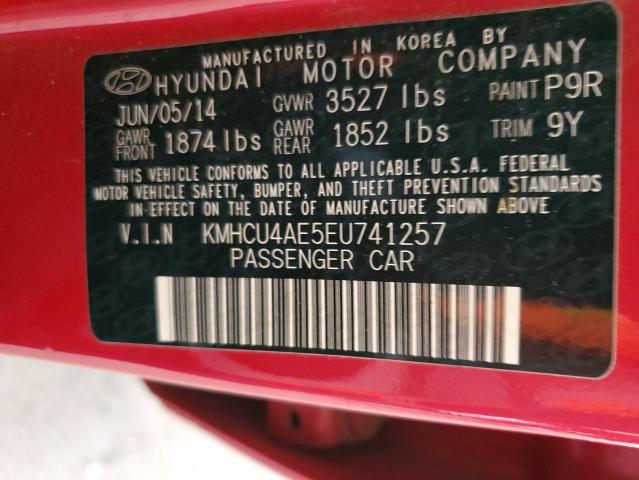 MANUFACTURED IN KOREA BY
HYUNDAI MOTOR COMPANY
JUN/05/14 GVWR 3527 lbs PAINT P9R
GAWR FRONT 1874 lbs GAWR REAR 1852 lbs TRIM 9Y
THIS VEHICLE CONFORMS TO ALL APPLICABLE U.S.A. FEDERAL
MOTOR VEHICLE SAFETY, BUMPER, AND THEFT PREVENTION STANDARDS
IN-EFFECT ON THE DATE OF MANUFACTURE SHOWN ABOVE
V.I.N KMHCU4AE5EU741257
PASSENGER CAR